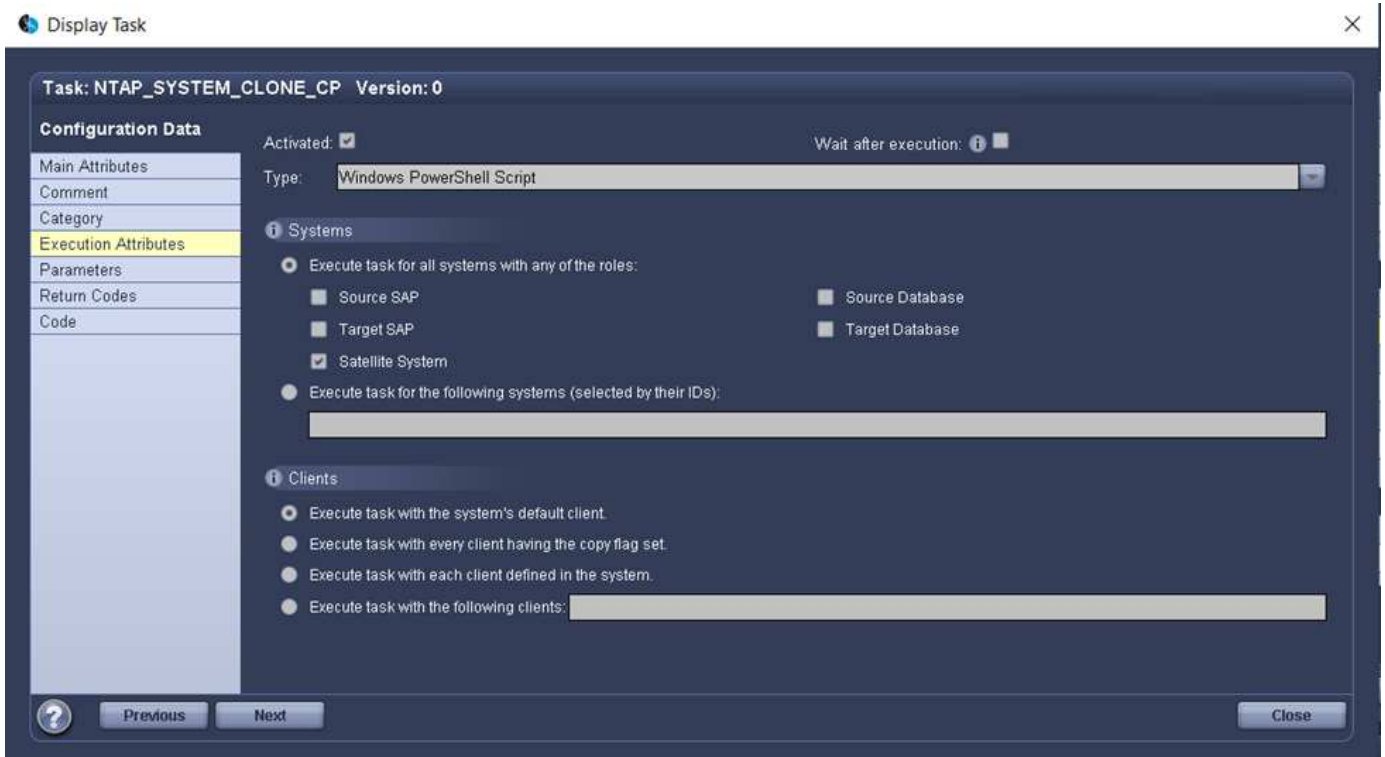 Display Task
Task: NTAP_SYSTEM_CLONE_CP Version: 0
Configuration Data
Main Attributes
Comment
Category
Execution Attributes
Parameters
Return Codes
Code
Activated:
Wait after execution:
Type: Windows PowerShell Script
Systems
Execute task for all systems with any of the roles:
Source SAP
Source Database
Target SAP
Target Database
Satellite System
Execute task for the following systems (selected by their IDs):
Clients
Execute task with the system's default client.
Execute task with every client having the copy flag set.
Execute task with each client defined in the system.
Execute task with the following clients:
Previous
Next
Close